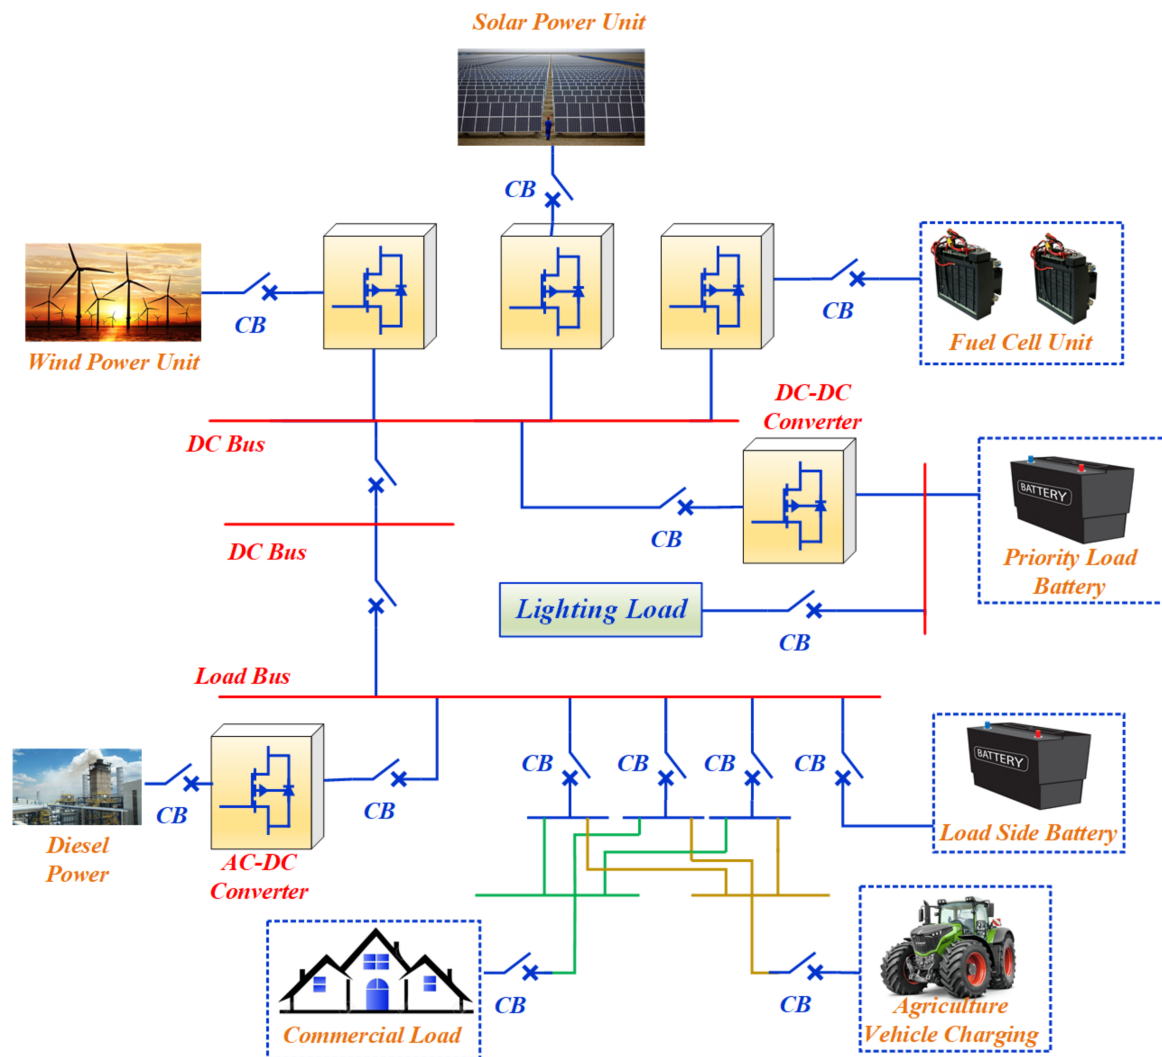 Solar Power Unit
CB
Wind Power Unit
CB
CB
Fuel Cell Unit
DC-DC
Converter
DC Bus
BATTERY
CB
DC Bus
Priority Load
Battery
Lighting Load
CB
Load Bus
BATTERY
CB
CB
CB
CB
CB
CB
Diesel
Power
Load Side Battery
AC-DC
Converter
CB
CB
Commercial Load
Agriculture
Vehicle Charging